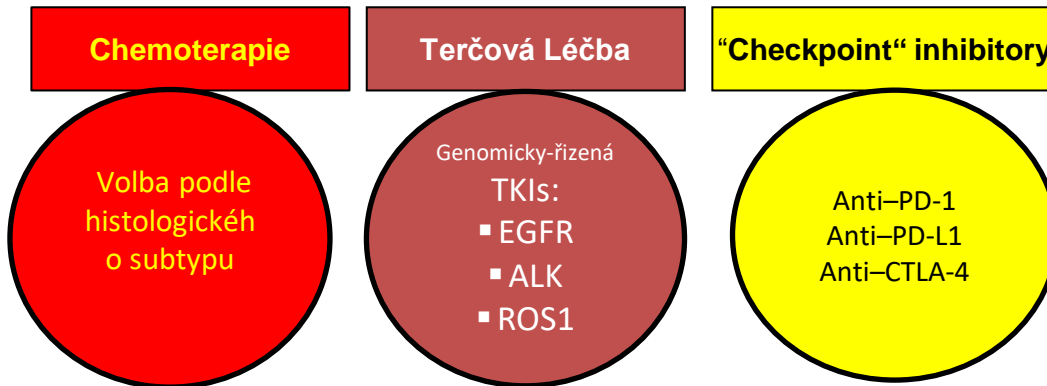 Chemoterapie
Volba podle
histologickéh
o subtypu
Terčová Léčba
Genomicky-řizená
TKIs:
▪ EGFR
▪ ALK
▪ ROS1
“Checkpoint“ inhibitory
Anti–PD-1
Anti–PD-L1
Anti–CTLA-4